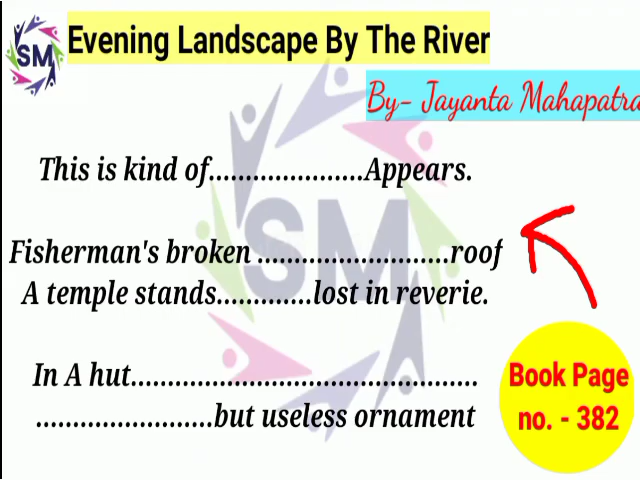 SM
Evening Landscape By The River
By- Jayanta Mahapatra
This is kind of.....................Appears.
SM
Fisherman's broken ..........................roof
A temple stands.............lost in reverie.
In A hut...............................................
........................but useless ornament
Book Page
no. - 382